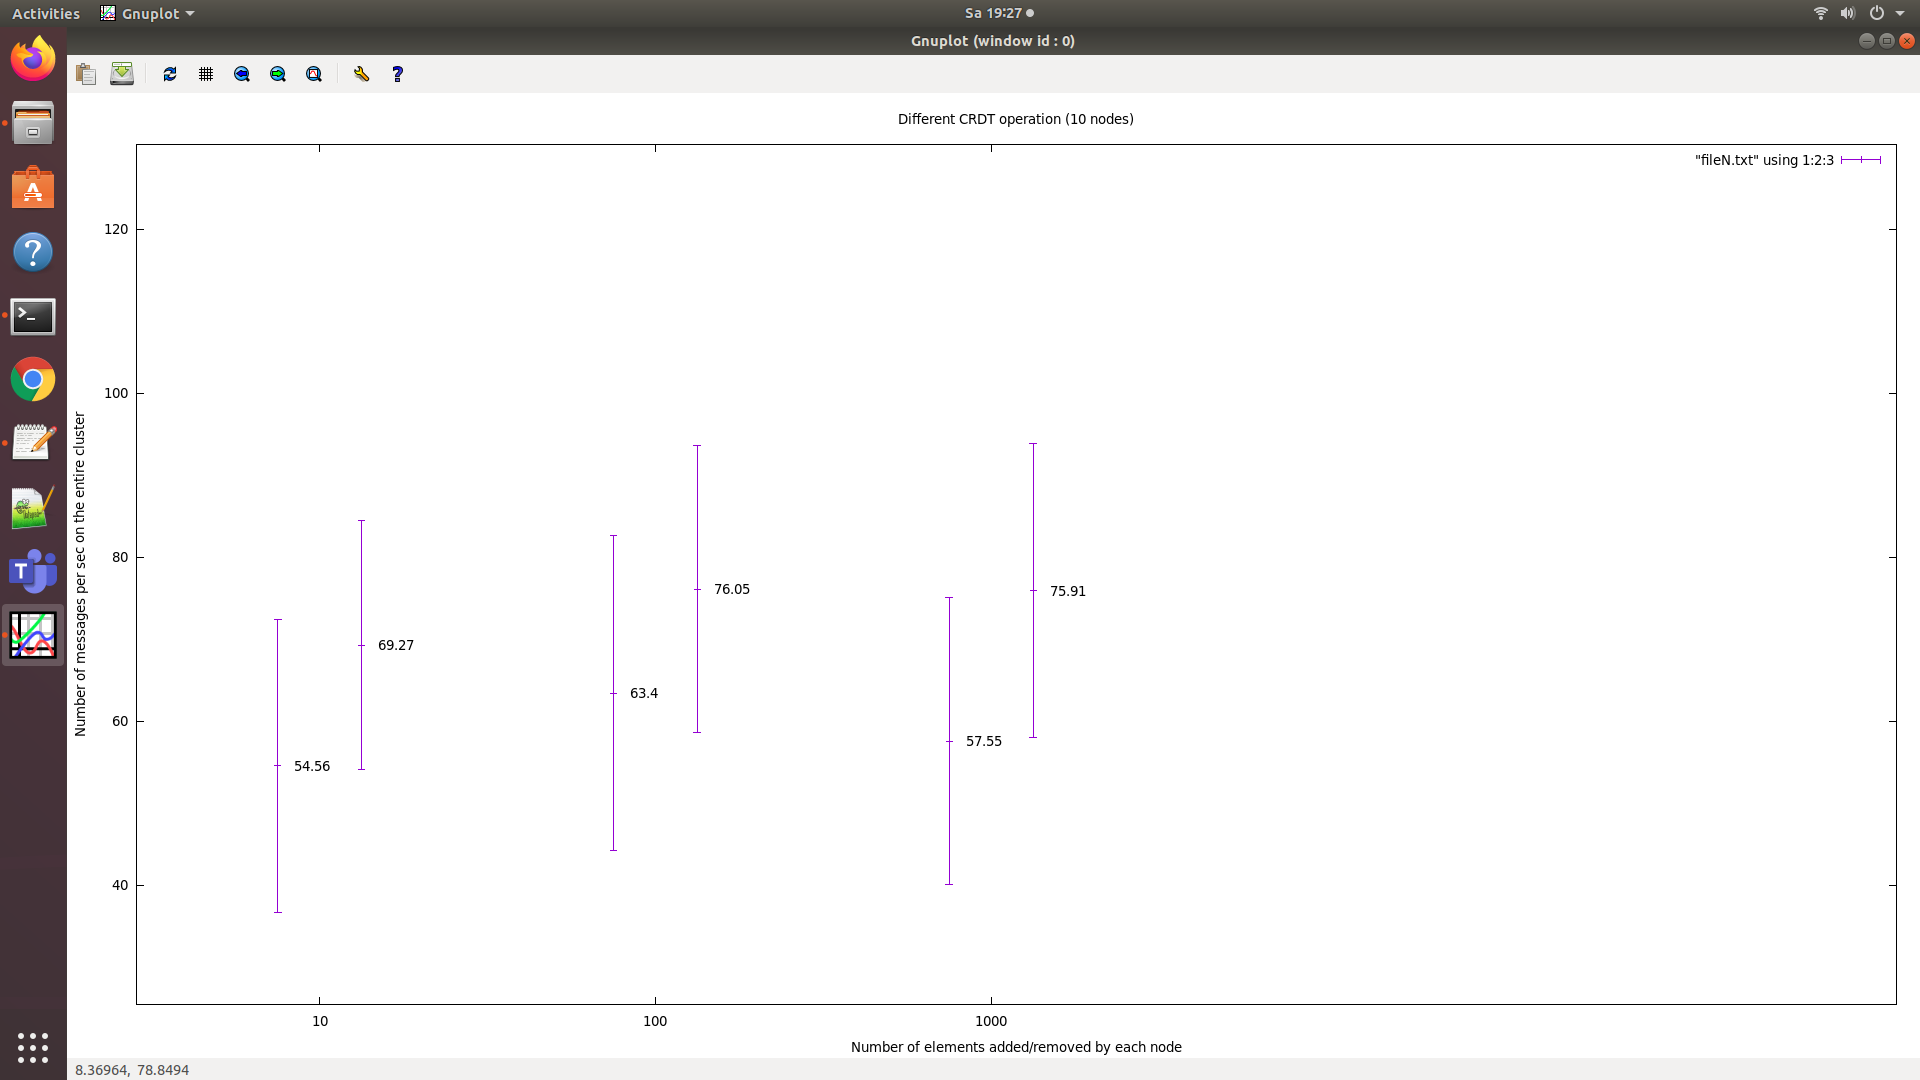 Activities Gnuplot Sa 19:27
Gnuplot (window id : 0)
Different CRDT operation (10 nodes)
"fileN.txt" using 1:2:3
120
100
80
60
40
Number of messages per sec on the entire cluster
76.05
75.91
69.27
63.4
57.55
54.56
10 100 1000
Number of elements added/removed by each node
8.36964, 78.8494